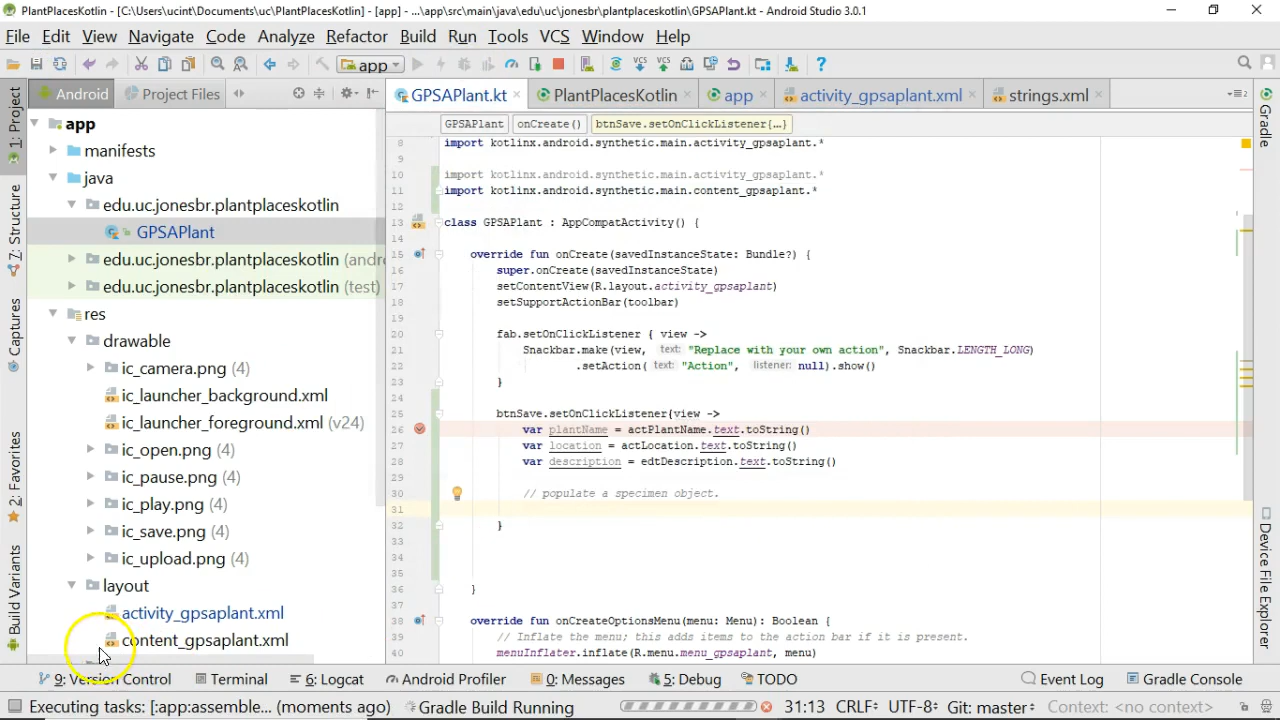 PlantPlacesKotlin - [C:\Users\ucint\Documents\uc\PlantPlacesKotlin] - [app] - ...\app\src\main\java\edu\uc\jonesbr\plantplaceskotlin\GPSAPlant.kt - Android Studio 3.0.1
File Edit View Navigate Code Analyze Refactor Build Run Tools VCS Window Help
app
VCS VCS
Android Project Files
GPSAPlant.kt PlantPlacesKotlin app activity_gpsaplant.xml strings.xml
GPSAPlant onCreate() btnSave.setOnClickListener{...}
1: Project
Z: Structure
Captures
2: Favorites
Build Variants
app
manifests
java
edu.uc.jonesbr.plantplaceskotlin
GPSAPlant
edu.uc.jonesbr.plantplaceskotlin (andr
edu.uc.jonesbr.plantplaceskotlin (test)
res
drawable
ic_camera.png (4)
ic_launcher_background.xml
ic_launcher_foreground.xml (v24)
ic_open.png (4)
ic_pause.png (4)
ic_play.png (4)
ic_save.png (4)
ic_upload.png (4)
layout
activity_gpsaplant.xml
content_gpsaplant.xml
8 import kotlinx.android.synthetic.main.activity_gpsaplant.*
9
10 import kotlinx.android.synthetic.main.activity_gpsaplant.*
11 import kotlinx.android.synthetic.main.content_gpsaplant.*
12
13 class GPSAPlant : AppCompatActivity() {
14
15 override fun onCreate(savedInstanceState: Bundle?) {
16 super.onCreate(savedInstanceState)
17 setContentView(R.layout.activity_gpsaplant)
18 setSupportActionBar(toolbar)
19
20 fab.setOnClickListener { view ->
21 Snackbar.make(view, text: "Replace with your own action", Snackbar.LENGTH_LONG)
22 .setAction( text: "Action", listener: null).show()
23 }
24
25 btnSave.setOnClickListener{view ->
26 var plantName = actPlantName.text.toString()
27 var location = actLocation.text.toString()
28 var description = edtDescription.text.toString()
29
30 // populate a specimen object.
31
32 }
33
34
35
36 }
37
38 override fun onCreateOptionsMenu(menu: Menu): Boolean {
39 // Inflate the menu; this adds items to the action bar if it is present.
40 menuInflater.inflate(R.menu.menu_gpsaplant, menu)
Gradle
Device File Explorer
9: Version Control Terminal 6: Logcat Android Profiler 0: Messages 5: Debug TODO Event Log Gradle Console
Executing tasks: [:app:assemble... (moments ago) Gradle Build Running 31:13 CRLF÷ UTF-8÷ Git: master÷ Context: <no context>